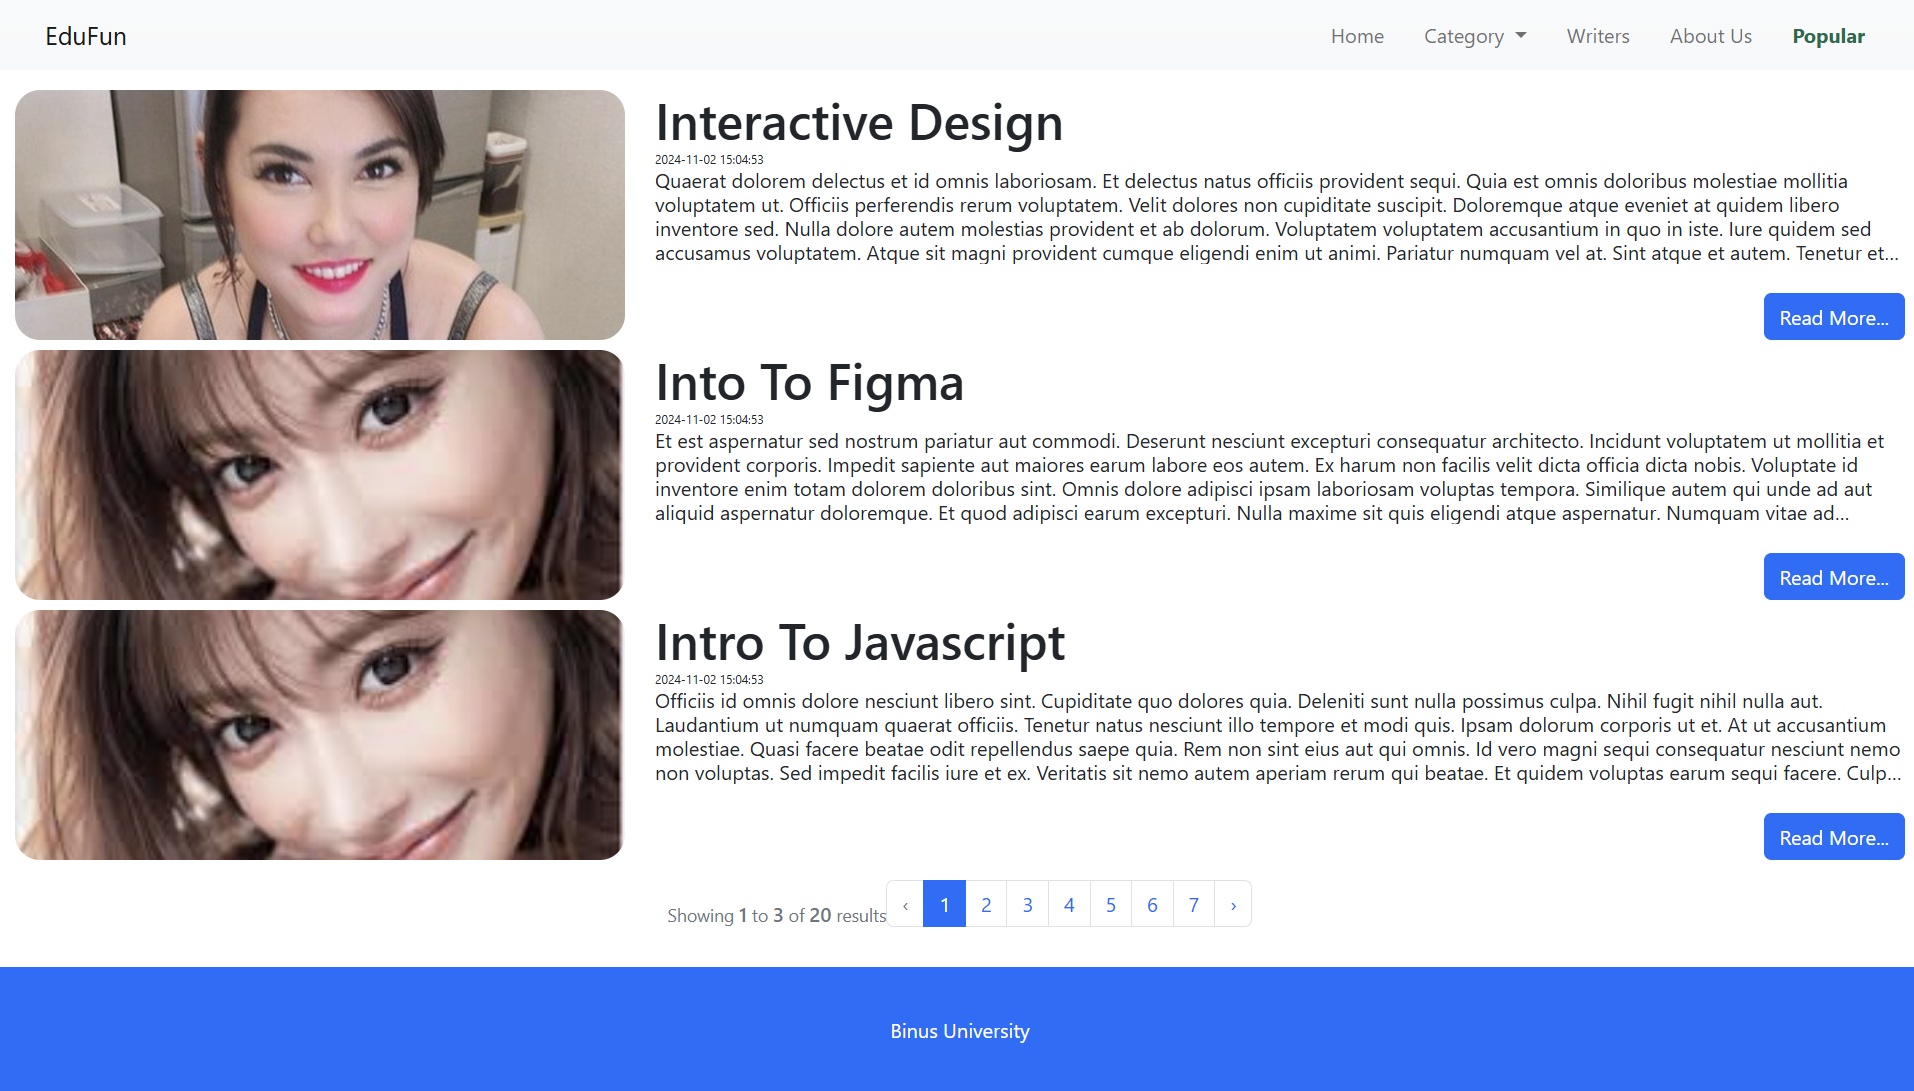 EduFun
Home
Category
Writers
About Us
Popular
Interactive Design
2024-11-02 15:04:53
Quaerat dolorem delectus et id omnis laboriosam. Et delectus natus officiis provident sequi. Quia est omnis doloribus molestiae mollitia
voluptatem ut. Officiis perferendis rerum voluptatem. Velit dolores non cupiditate suscipit. Doloremque atque eveniet at quidem libero
inventore sed. Nulla dolore autem molestias provident et ab dolorum. Voluptatem voluptatem accusantium in quo in iste. Iure quidem sed
accusamus voluptatem. Atque sit magni provident cumque eligendi enim ut animi. Pariatur numquam vel at. Sint atque et autem. Tenetur et...
Read More...
Into To Figma
2024-11-02 15:04:53
Et est aspernatur sed nostrum pariatur aut commodi. Deserunt nesciunt excepturi consequatur architecto. Incidunt voluptatem ut mollitia et
provident corporis. Impedit sapiente aut maiores earum labore eos autem. Ex harum non facilis velit dicta officia dicta nobis. Voluptate id
inventore enim totam dolorem doloribus sint. Omnis dolore adipisci ipsam laboriosam voluptas tempora. Similique autem qui unde ad aut
aliquid aspernatur doloremque. Et quod adipisci earum excepturi. Nulla maxime sit quis eligendi atque aspernatur. Numquam vitae ad...
Read More...
Intro To Javascript
2024-11-02 15:04:53
Officiis id omnis dolore nesciunt libero sint. Cupiditate quo dolores quia. Deleniti sunt nulla possimus culpa. Nihil fugit nihil nulla aut.
Laudantium ut numquam quaerat officiis. Tenetur natus nesciunt illo tempore et modi quis. Ipsam dolorum corporis ut et. At ut accusantium
molestiae. Quasi facere beatae odit repellendus saepe quia. Rem non sint eius aut qui omnis. Id vero magni sequi consequatur nesciunt nemo
non voluptas. Sed impedit facilis iure et ex. Veritatis sit nemo autem aperiam rerum qui beatae. Et quidem voluptas earum sequi facere. Culp...
Read More...
Showing 1 to 3 of 20 results ‹ 1 2 3 4 5 6 7 ›
Binus University